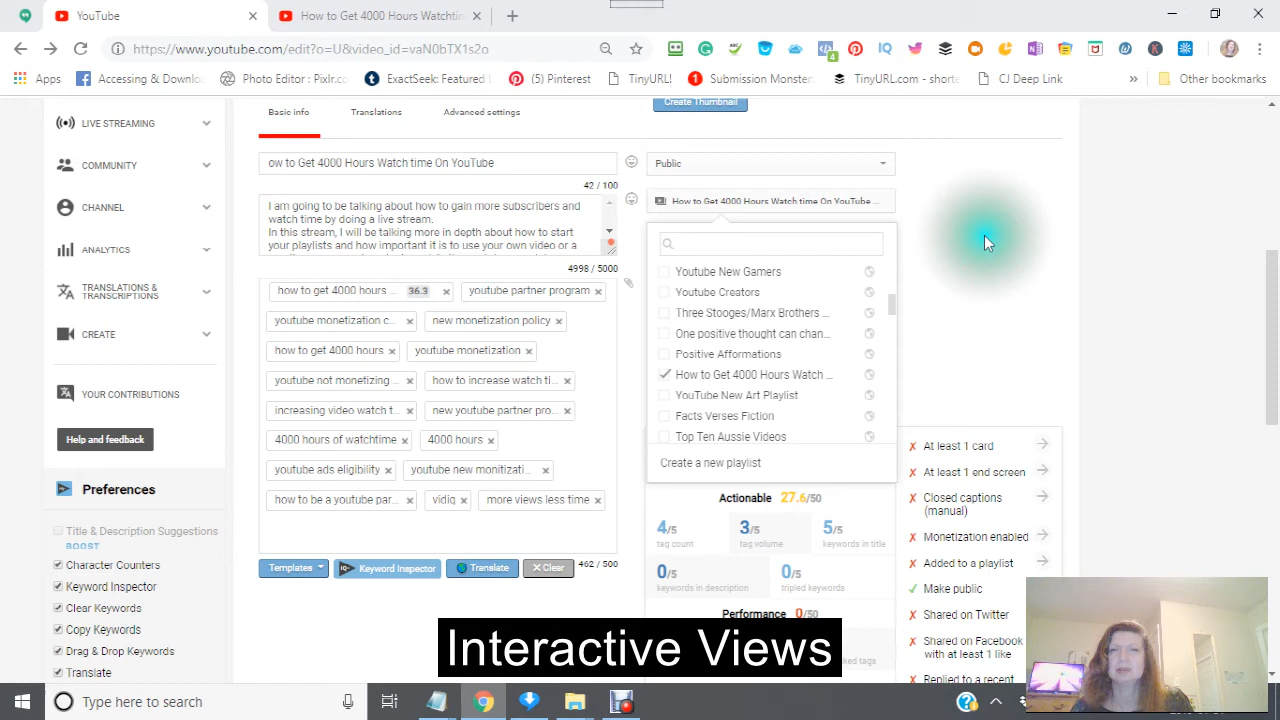 YouTube
How to Get 4000 Hours Watchtim
https://www.youtube.com/edit?o=U&video_id=vaN0bTX1s2o
4
Apps
Accessing & Downlo
Photo Editor : Pixlr.com
ExactSeek: Featured
(5) Pinterest
TinyURL!
Submission Monster
TinyURL.com - shorte
CJ Deep Link
»
Other bookmarks
Create Thumbnail
Basic info
Translations
Advanced settings
LIVE STREAMING
COMMUNITY
CHANNEL
ANALYTICS
TRANSLATIONS &
TRANSCRIPTIONS
CREATE
YOUR CONTRIBUTIONS
Help and feedback
Preferences
Title & Description Suggestions
BOOST
Character Counters
Keyword Inspector
Clear Keywords
Copy Keywords
Drag & Drop Keywords
Translate
ow to Get 4000 Hours Watch time On YouTube
42 / 100
I am going to be talking about how to gain more subscribers and
watch time by doing a live stream.
In this stream, I will be talking more in depth about how to start
your playlists and how important it is to use your own video or a
4998 / 5000
how to get 4000 hours ... 36.3
youtube partner program
youtube monetization c...
new monetization policy
how to get 4000 hours
youtube monetization
youtube not monetizing ...
how to increase watch ti...
increasing video watch t...
new youtube partner pro...
4000 hours of watchtime
4000 hours
youtube ads eligibility
youtube new monitizati...
how to be a youtube par...
vidiq
more views less time
Templates
Keyword Inspector
Translate
Clear
462 / 500
Public
How to Get 4000 Hours Watch time On YouTube ...
Youtube New Gamers
Youtube Creators
Three Stooges/Marx Brothers ...
One positive thought can chan...
Positive Afformations
How to Get 4000 Hours Watch ...
YouTube New Art Playlist
Facts Verses Fiction
Top Ten Aussie Videos
Create a new playlist
Actionable 27.6/50
4/5
tag count
3/5
tag volume
5/5
keywords in title
0/5
keywords in description
0/5
tripled keywords
Performance 0/50
ked tags
At least 1 card
At least 1 end screen
Closed captions
(manual)
Monetization enabled
Added to a playlist
Make public
Shared on Twitter
Shared on Facebook
with at least 1 like
Replied to a recent
Interactive Views
Type here to search